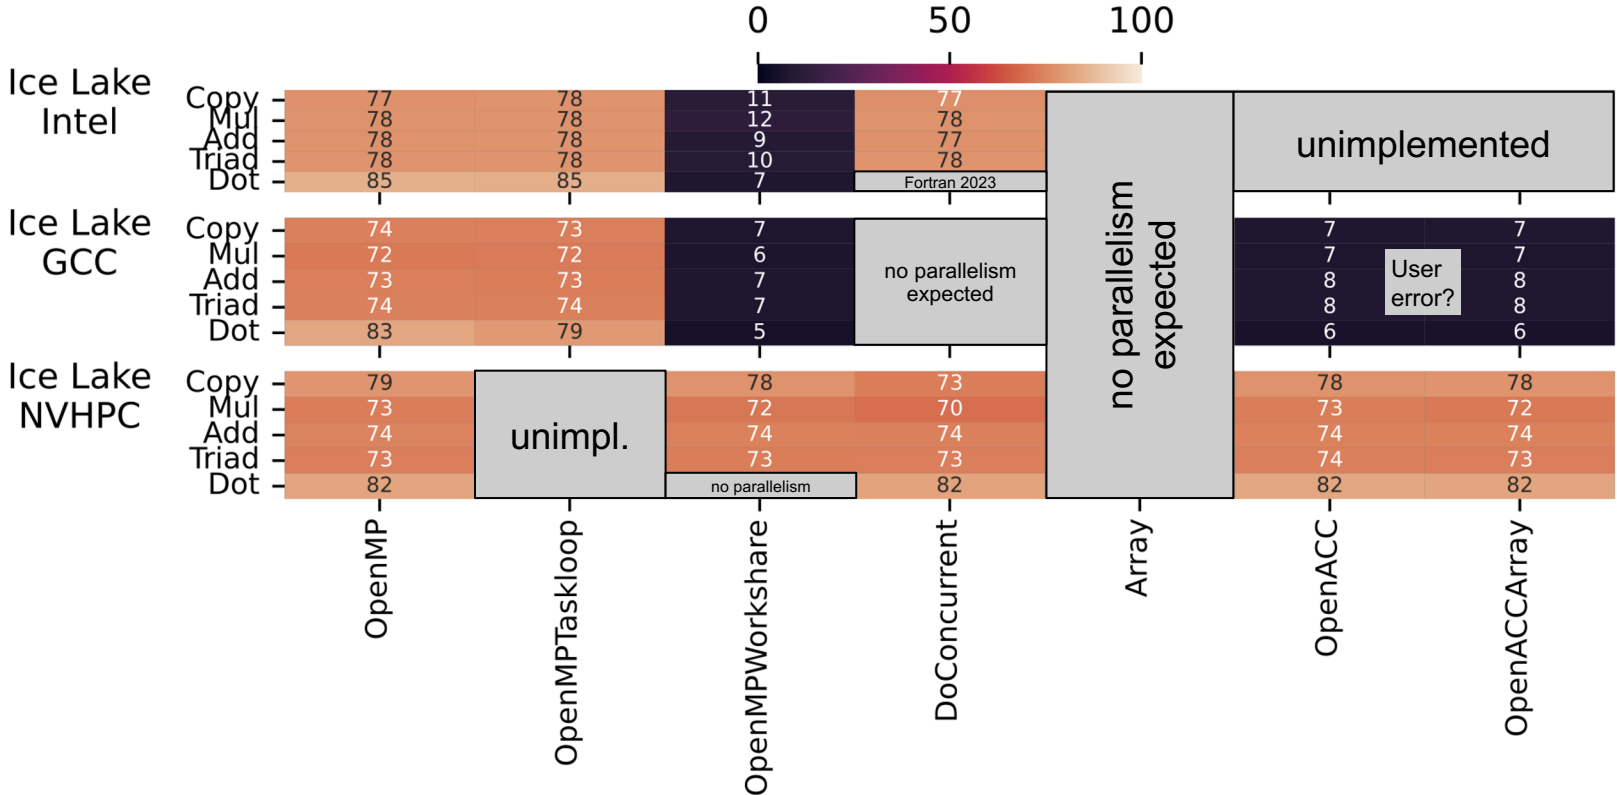 0 50 100
Ice Lake
Intel
Copy 77 78 11 77
Mul 78 78 12 78
Add 78 78 9 77
Triad 78 78 10 78
Dot 85 85 7 Fortran 2023
unimplemented
no parallelism
expected
Ice Lake
GCC
Copy 74 73 7 7 7
Mul 72 72 6 7 7
Add 73 73 7 8 8
Triad 74 74 7 8 8
Dot 83 79 5 6 6
no parallelism
expected
User
error?
Ice Lake
NVHPC
Copy 79 78 73 78 78
Mul 73 72 70 73 72
Add 74 74 74 74 74
Triad 73 73 73 74 73
Dot 82 no parallelism 82 82 82
unimpl.
OpenMP
OpenMPTaskloop
OpenMPWorkshare
DoConcurrent
Array
OpenACC
OpenACCArray